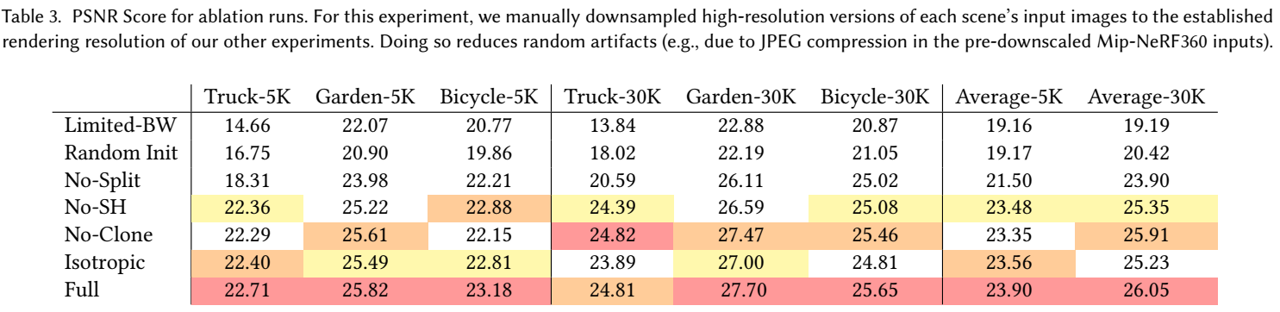 Table 3. PSNR Score for ablation runs. For this experiment, we manually downsampled high-resolution versions of each scene's input images to the established
rendering resolution of our other experiments. Doing so reduces random artifacts (e.g., due to JPEG compression in the pre-downscaled Mip-NeRF360 inputs).
Truck-5K Garden-5K Bicycle-5K Truck-30K Garden-30K Bicycle-30K Average-5K Average-30K
Limited-BW 14.66 22.07 20.77 13.84 22.88 20.87 19.16 19.19
Random Init 16.75 20.90 19.86 18.02 22.19 21.05 19.17 20.42
No-Split 18.31 23.98 22.21 20.59 26.11 25.02 21.50 23.90
No-SH 22.36 25.22 22.88 24.39 26.59 25.08 23.48 25.35
No-Clone 22.29 25.61 22.15 24.82 27.47 25.46 23.35 25.91
Isotropic 22.40 25.49 22.81 23.89 27.00 24.81 23.56 25.23
Full 22.71 25.82 23.18 24.81 27.70 25.65 23.90 26.05